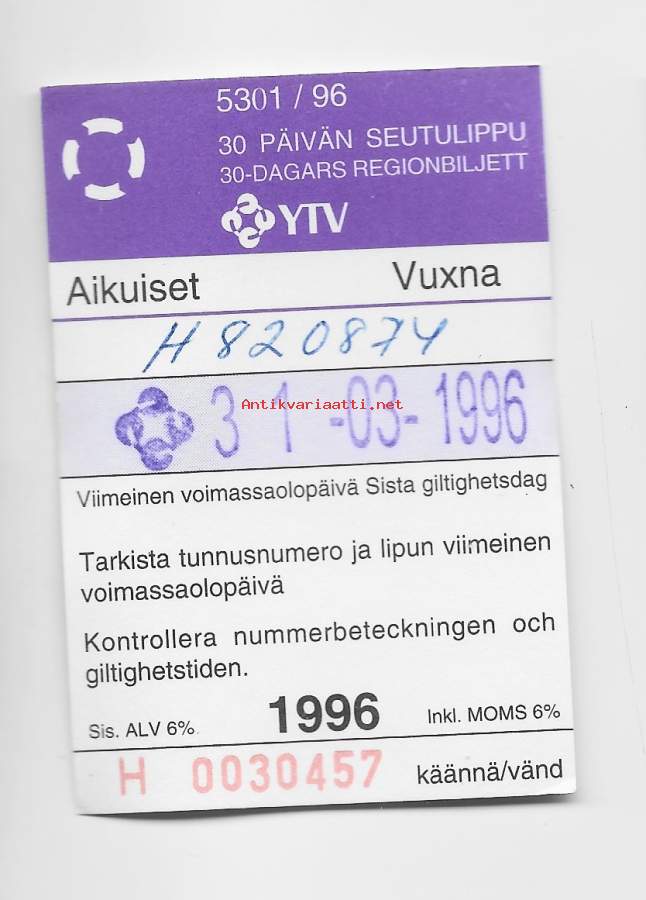 5301 / 96
30 PÄIVÄN SEUTULIPPU
30-DAGARS REGIONBILJETT
YTV
Aikuiset Vuxna
H 820874
31 -03- 1996
Antikvariaatti.net
Viimeinen voimassaolopäivä Sista giltighetsdag
Tarkista tunnusnumero ja lipun viimeinen
voimassaolopäivä
Kontrollera nummerbeteckningen och
giltighetstiden.
Sis. ALV 6% 1996 Inkl. MOMS 6%
H 0030457 käännä/vänd